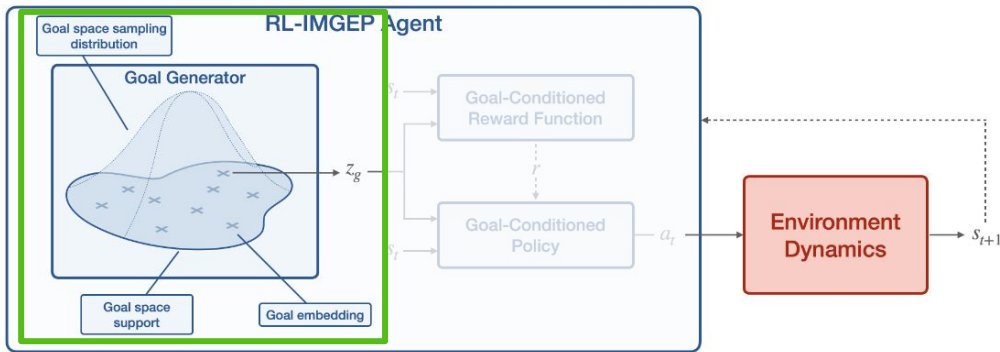 RL-IMGEP Agent
Goal space sampling
distribution
Goal Generator
z_g
Goal space
support
Goal embedding
s_t
Goal-Conditioned
Reward Function
r
Goal-Conditioned
Policy
s_t
a_t
Environment
Dynamics
s_{t+1}